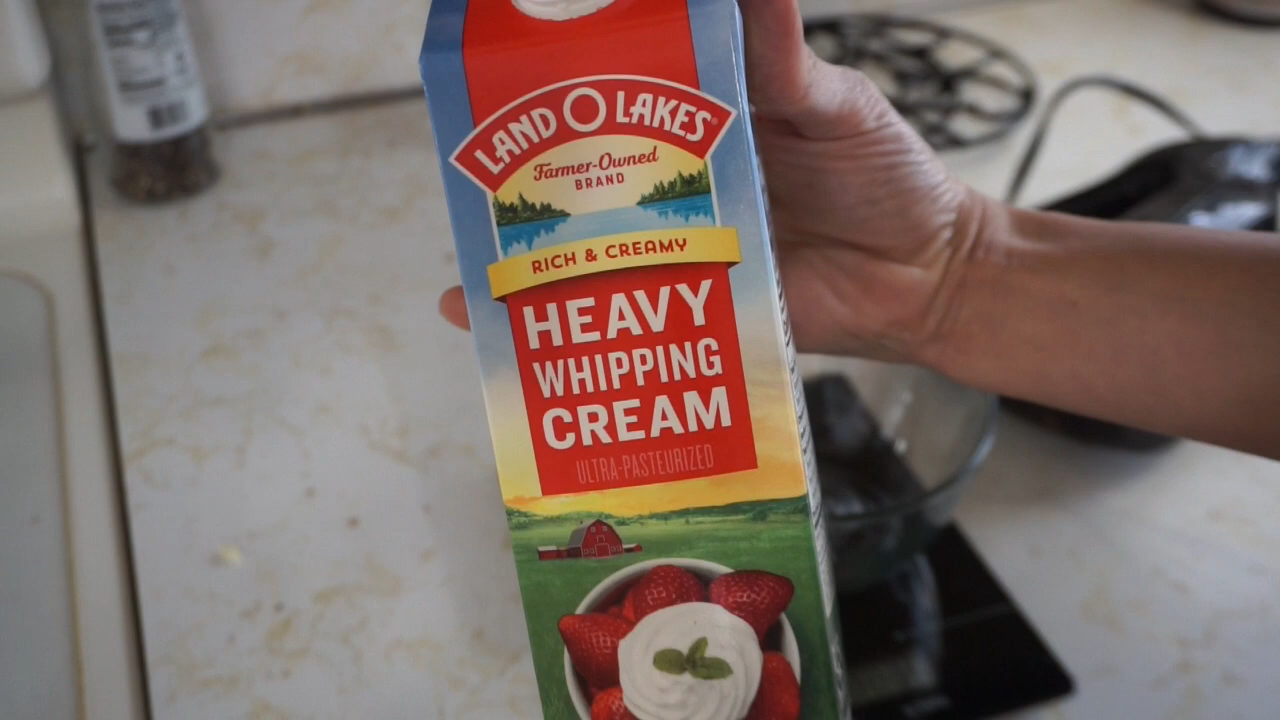 LAND O LAKES®
Farmer-Owned
BRAND
RICH & CREAMY
HEAVY
WHIPPING
CREAM
ULTRA-PASTEURIZED